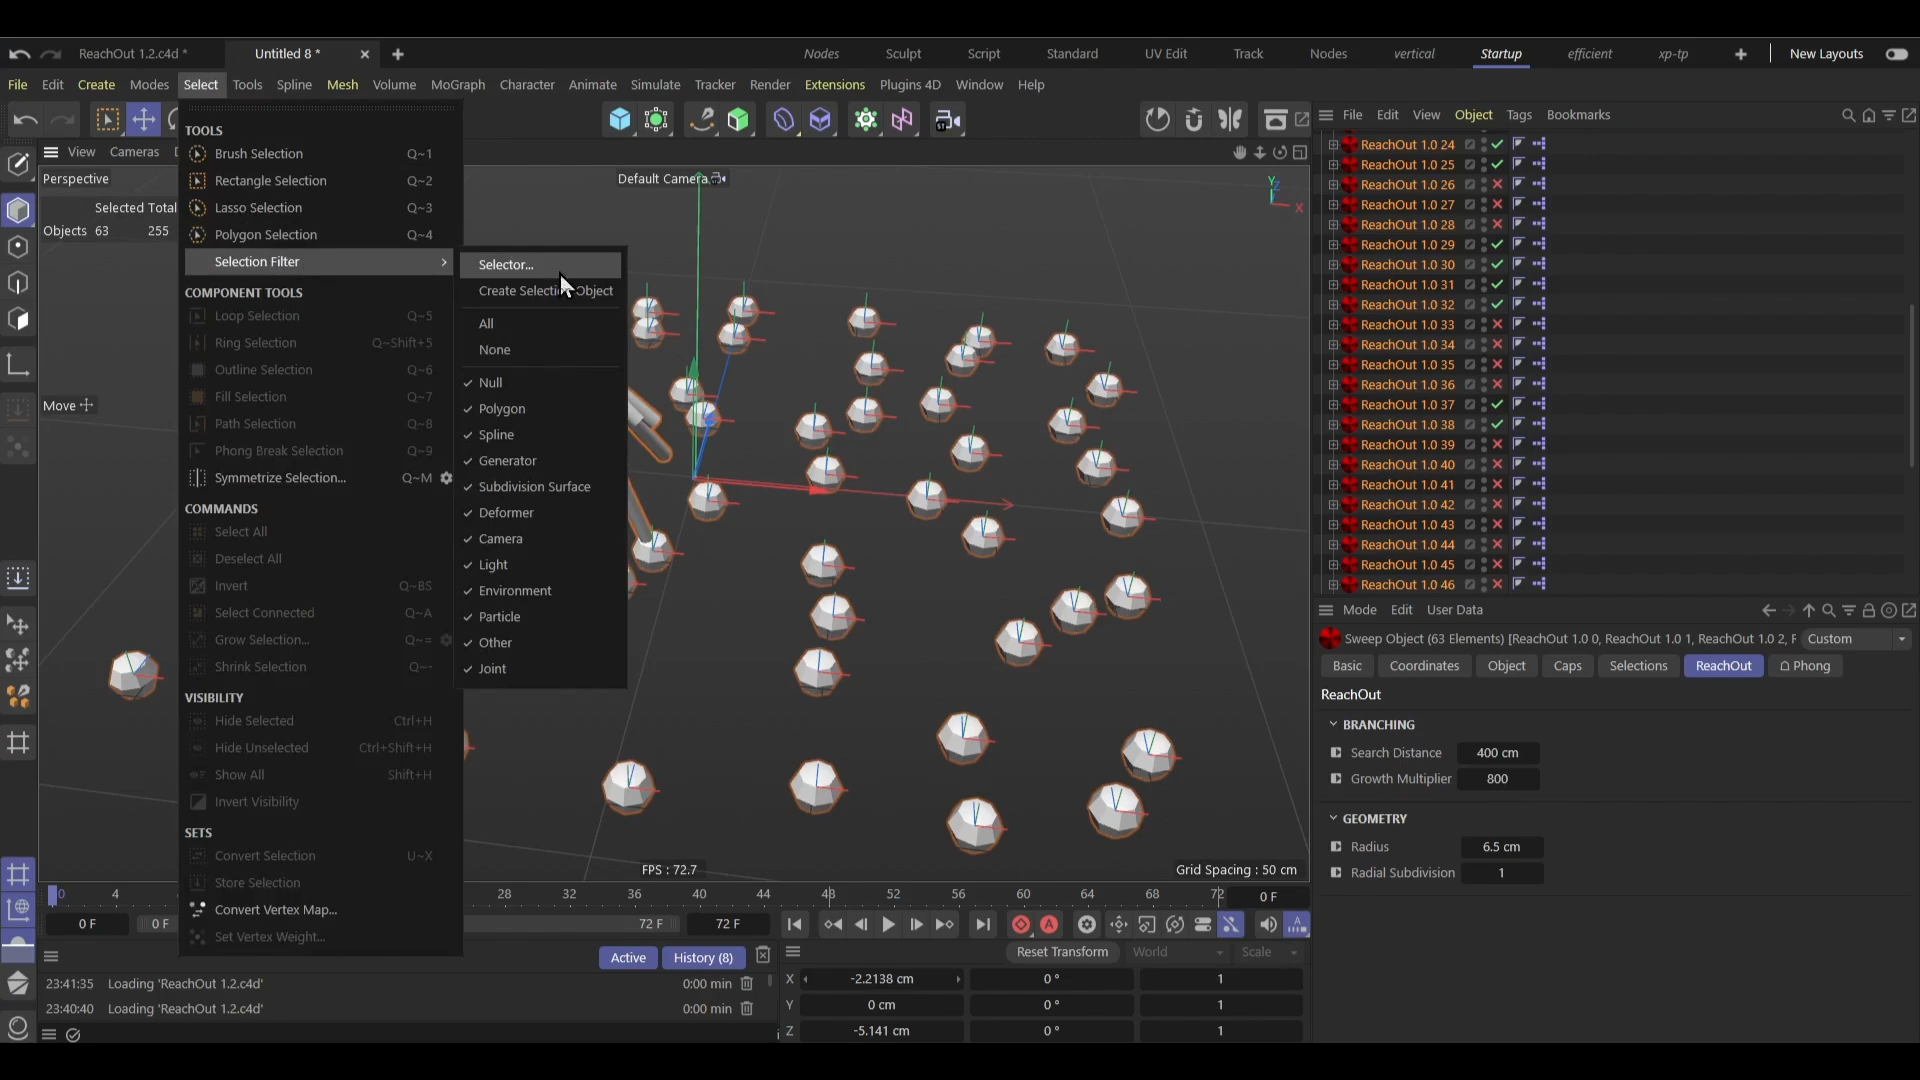 ReachOut 1.2.c4d *
Untitled 8 *
Nodes
Sculpt
Script
Standard
UV Edit
Track
Nodes
vertical
Startup
efficient
xp-tp
New Layouts
File Edit Create Modes Select Tools Spline Mesh Volume MoGraph Character Animate Simulate Tracker Render Extensions Plugins 4D Window Help
View Cameras D
Perspective
Default Camera
Selected Total
Objects 63 255
Move
TOOLS
Brush Selection Q~1
Rectangle Selection Q~2
Lasso Selection Q~3
Polygon Selection Q~4
Selection Filter
COMPONENT TOOLS
Loop Selection Q~5
Ring Selection Q~Shift+5
Outline Selection Q~6
Fill Selection Q~7
Path Selection Q~8
Phong Break Selection Q~9
Symmetrize Selection... Q~M
COMMANDS
Select All
Deselect All
Invert Q~BS
Select Connected Q~A
Grow Selection... Q~=
Shrink Selection Q~-
VISIBILITY
Hide Selected Ctrl+H
Hide Unselected Ctrl+Shift+H
Show All Shift+H
Invert Visibility
SETS
Convert Selection U~X
Store Selection
Convert Vertex Map...
Set Vertex Weight...
Selector...
Create Selecti Object
All
None
Null
Polygon
Spline
Generator
Subdivision Surface
Deformer
Camera
Light
Environment
Particle
Other
Joint
Y
Z
X
FPS : 72.7
Grid Spacing : 50 cm
0 4 28 32 36 40 44 48 52 56 60 64 68 72 0 F
0 F 0 F 72 F 72 F
Active History (8)
23:41:35 Loading 'ReachOut 1.2.c4d' 0:00 min
23:40:40 Loading 'ReachOut 1.2.c4d' 0:00 min
Reset Transform World Scale
X -2.2138 cm 0 ° 1
Y 0 cm 0 ° 1
Z -5.141 cm 0 ° 1
File Edit View Object Tags Bookmarks
ReachOut 1.0 24
ReachOut 1.0 25
ReachOut 1.0 26
ReachOut 1.0 27
ReachOut 1.0 28
ReachOut 1.0 29
ReachOut 1.0 30
ReachOut 1.0 31
ReachOut 1.0 32
ReachOut 1.0 33
ReachOut 1.0 34
ReachOut 1.0 35
ReachOut 1.0 36
ReachOut 1.0 37
ReachOut 1.0 38
ReachOut 1.0 39
ReachOut 1.0 40
ReachOut 1.0 41
ReachOut 1.0 42
ReachOut 1.0 43
ReachOut 1.0 44
ReachOut 1.0 45
ReachOut 1.0 46
Mode Edit User Data
Sweep Object (63 Elements) [ReachOut 1.0 0, ReachOut 1.0 1, ReachOut 1.0 2, F Custom
Basic Coordinates Object Caps Selections ReachOut Phong
ReachOut
BRANCHING
Search Distance 400 cm
Growth Multiplier 800
GEOMETRY
Radius 6.5 cm
Radial Subdivision 1